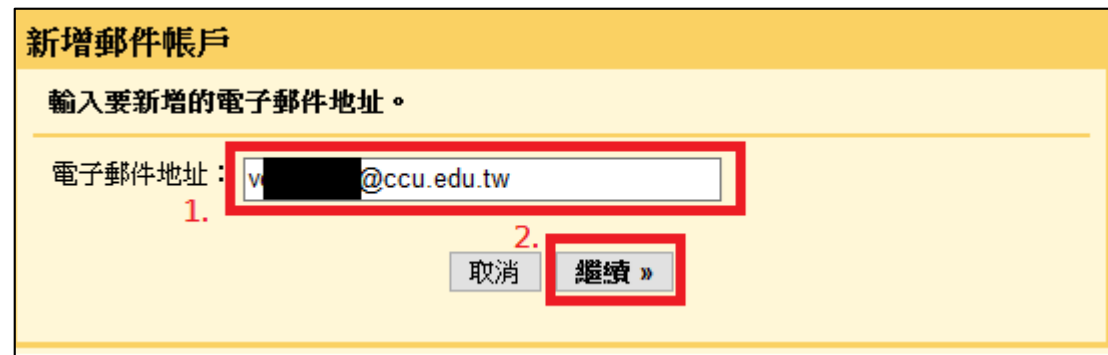 新增郵件帳戶
輸入要新增的電子郵件地址。
電子郵件地址： v @ccu.edu.tw
1.
2.
取消 繼續 »